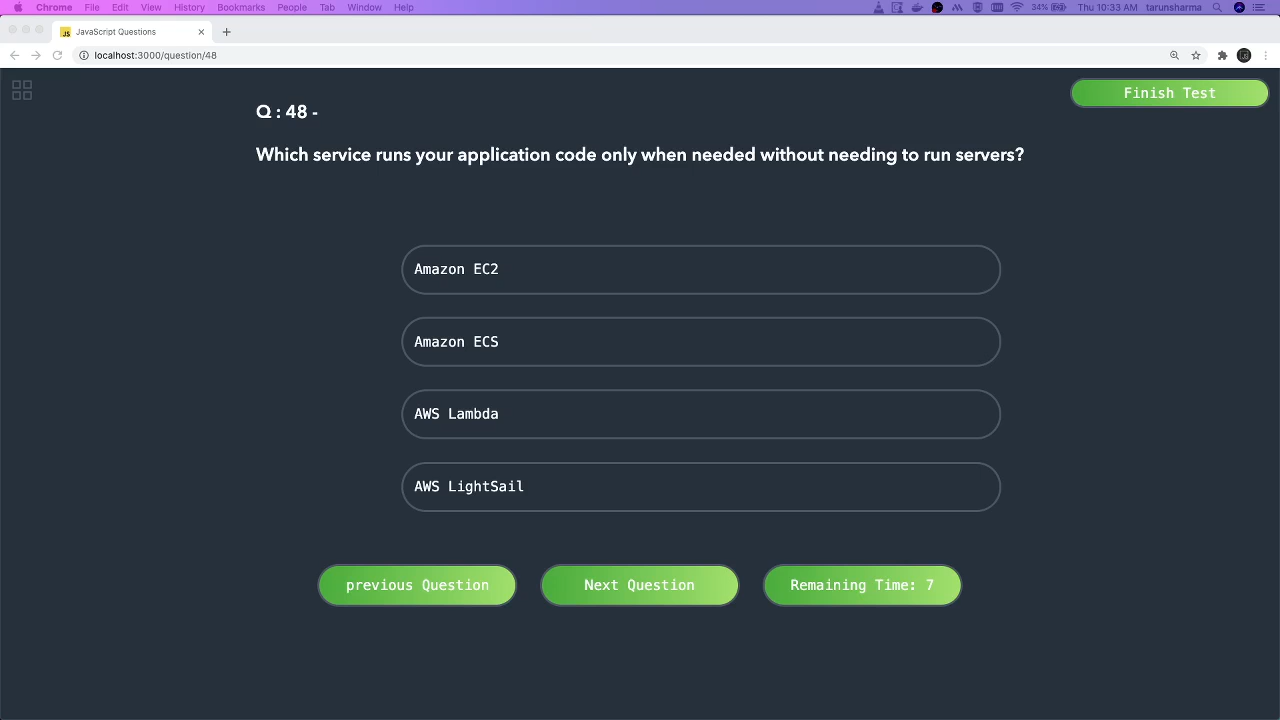 Chrome File Edit View History Bookmarks People Tab Window Help 34% Thu 10:33 AM tarunsharma
JS JavaScript Questions
localhost:3000/question/48
Finish Test
Q : 48 -
Which service runs your application code only when needed without needing to run servers?
Amazon EC2
Amazon ECS
AWS Lambda
AWS LightSail
previous Question Next Question Remaining Time: 7